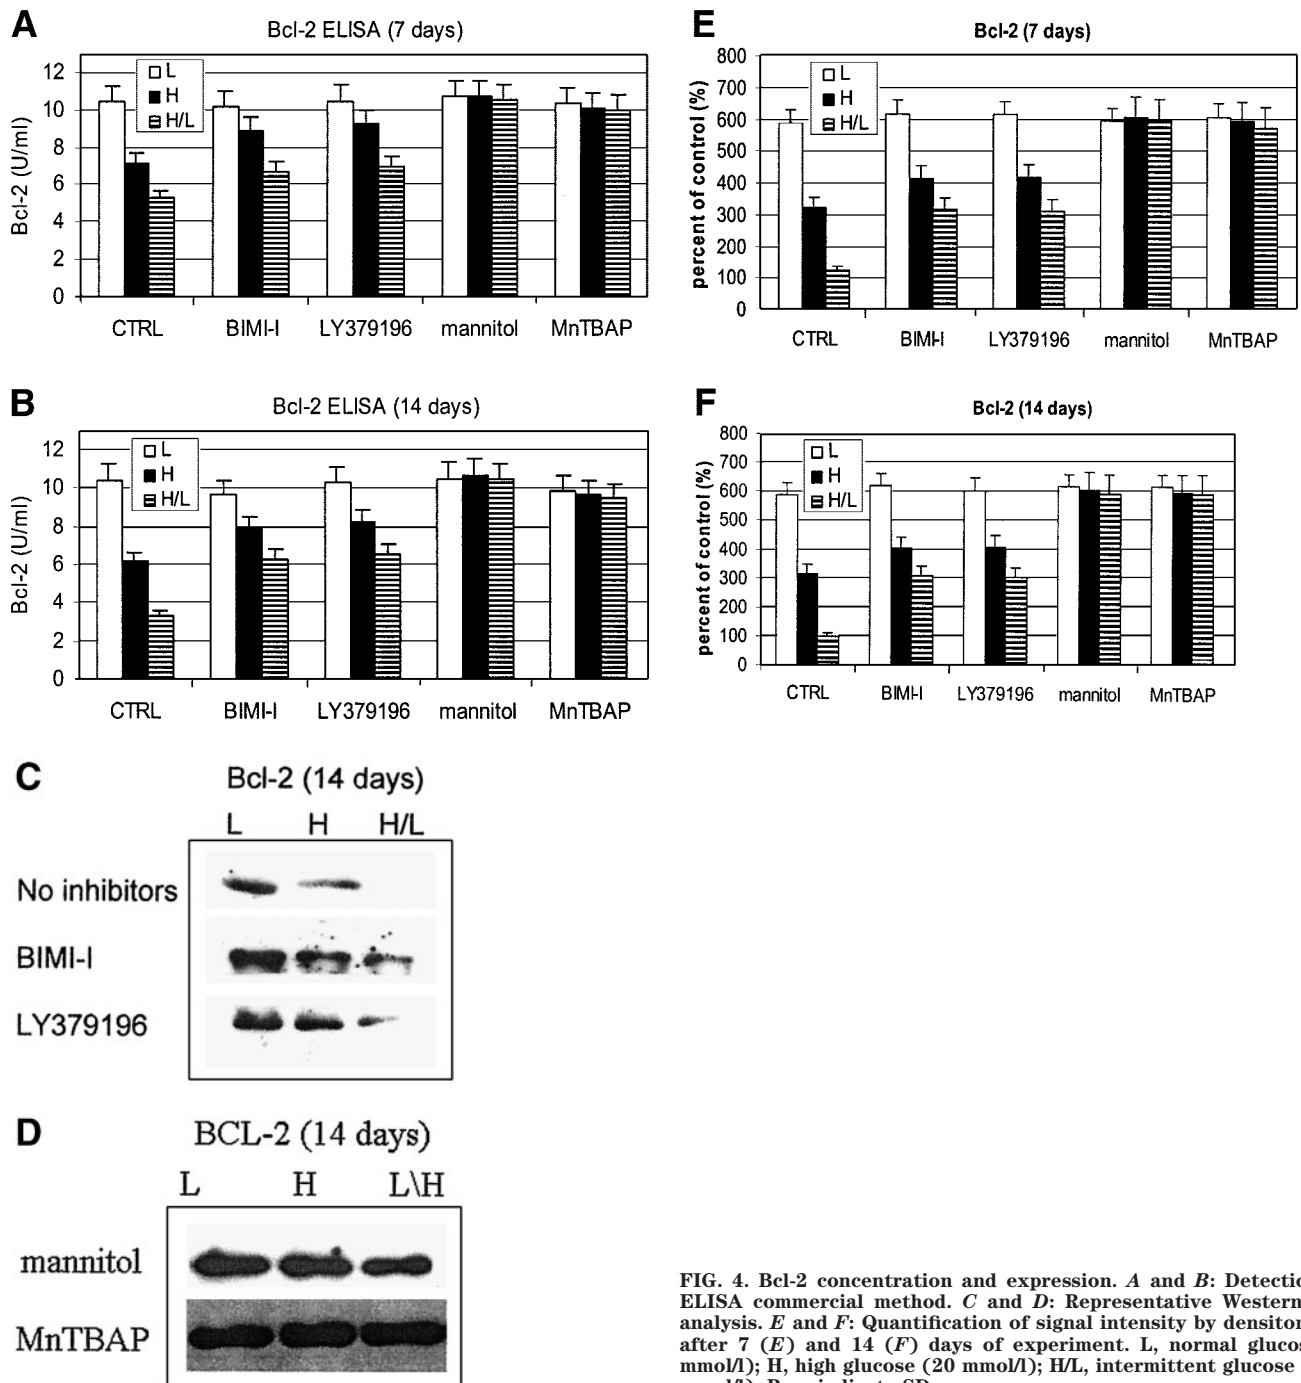 A
Bcl-2 ELISA (7 days)
Bcl-2 (U/ml)
12
10
8
6
4
2
0
L
H
H/L
CTRL
BIMI-I
LY379196
mannitol
MnTBAP
B
Bcl-2 ELISA (14 days)
Bcl-2 (U/ml)
12
10
8
6
4
2
0
L
H
H/L
CTRL
BIMI-I
LY379196
mannitol
MnTBAP
C
Bcl-2 (14 days)
L H H/L
No inhibitors
BIMI-I
LY379196
D
BCL-2 (14 days)
L H L\H
mannitol
MnTBAP
E
Bcl-2 (7 days)
percent of control (%)
800
700
600
500
400
300
200
100
0
L
H
H/L
CTRL
BIMI-I
LY379196
mannitol
MnTBAP
F
Bcl-2 (14 days)
percent of control (%)
800
700
600
500
400
300
200
100
0
L
H
H/L
CTRL
BIMI-I
LY379196
mannitol
MnTBAP
FIG. 4. Bcl-2 concentration and expression. A and B: Detectio
ELISA commercial method. C and D: Representative Western
analysis. E and F: Quantification of signal intensity by densiton
after 7 (E) and 14 (F) days of experiment. L, normal glucos
mmol/l); H, high glucose (20 mmol/l); H/L, intermittent glucose